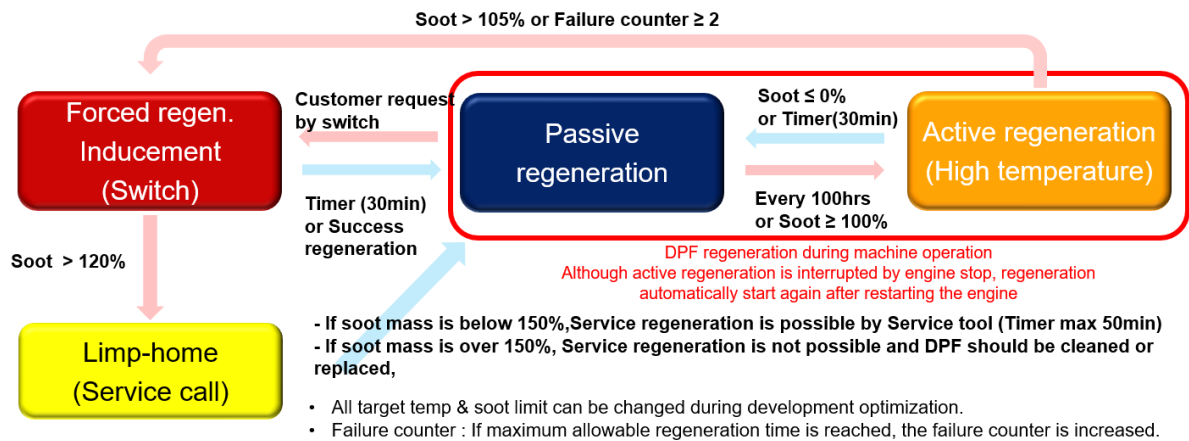 Soot > 105% or Failure counter ≥ 2
Forced regen.
Inducement
(Switch)
Customer request
by switch
Timer (30min)
or Success
regeneration
Passive
regeneration
Soot ≤ 0%
or Timer(30min)
Every 100hrs
or Soot ≥ 100%
Active regeneration
(High temperature)
DPF regeneration during machine operation
Although active regeneration is interrupted by engine stop, regeneration
automatically start again after restarting the engine
Soot > 120%
Limp-home
(Service call)
- If soot mass is below 150%,Service regeneration is possible by Service tool (Timer max 50min)
- If soot mass is over 150%, Service regeneration is not possible and DPF should be cleaned or
replaced,
• All target temp & soot limit can be changed during development optimization.
• Failure counter : If maximum allowable regeneration time is reached, the failure counter is increased.